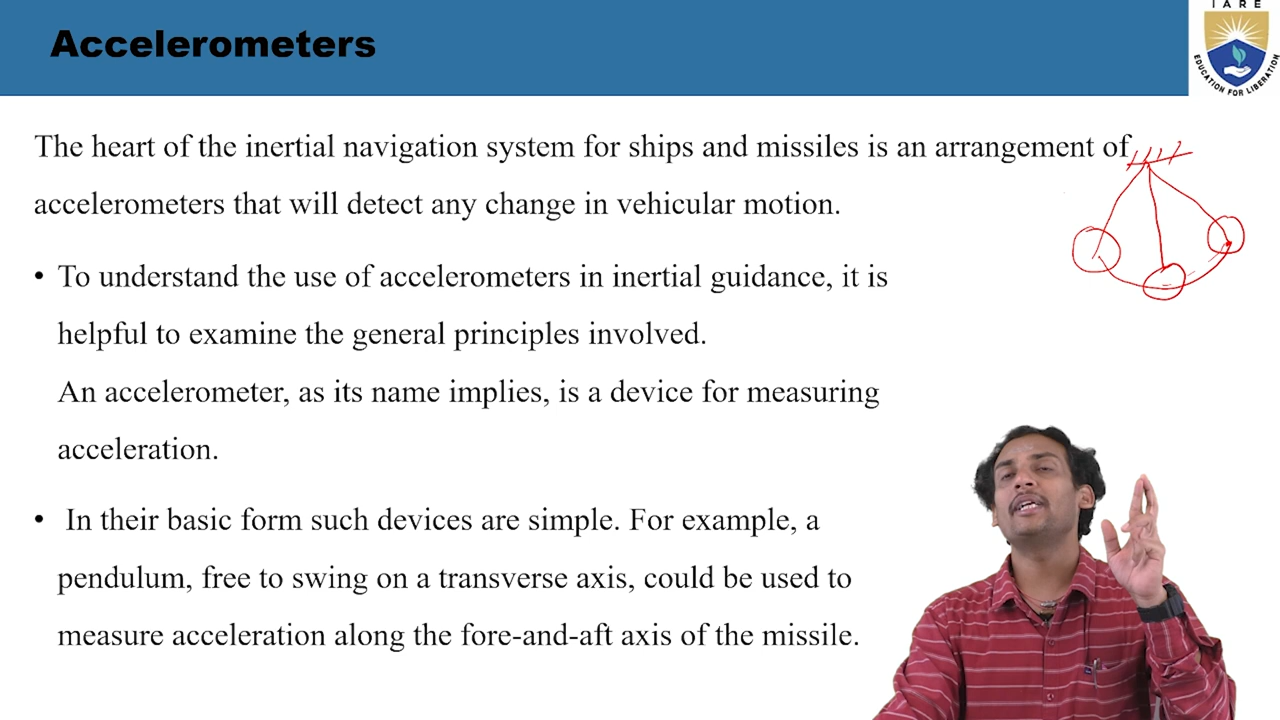 IARE
Accelerometers
EDUCATION FOR LIBERATION
The heart of the inertial navigation system for ships and missiles is an arrangement of
accelerometers that will detect any change in vehicular motion.
• To understand the use of accelerometers in inertial guidance, it is
helpful to examine the general principles involved.
An accelerometer, as its name implies, is a device for measuring
acceleration.
• In their basic form such devices are simple. For example, a
pendulum, free to swing on a transverse axis, could be used to
measure acceleration along the fore-and-aft axis of the missile.